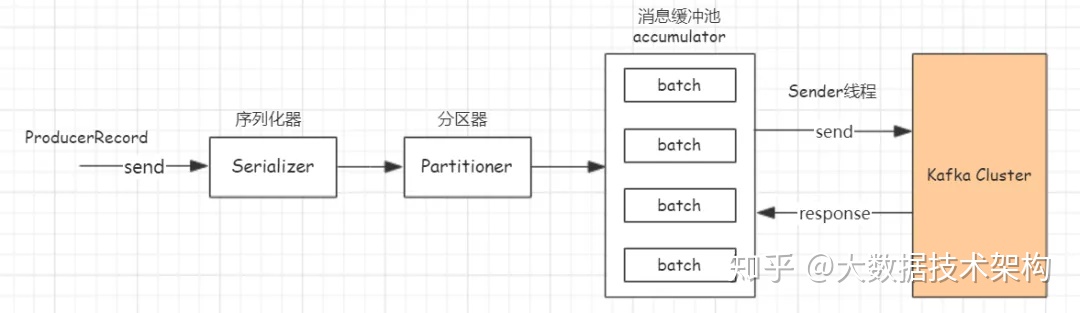 消息缓冲池
accumulator
ProducerRecord
send
序列化器
Serializer
分区器
Partitioner
batch
batch
batch
batch
Sender线程
send
response
Kafka Cluster
知乎 @大数据技术架构